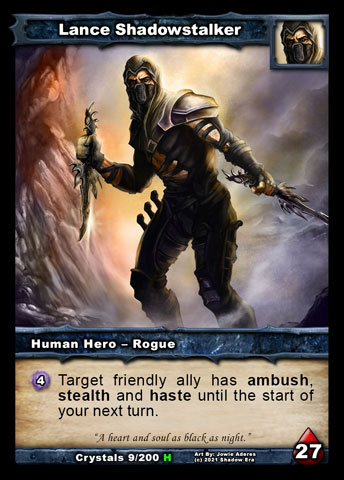 Lance Shadowstalker
Human Hero – Rogue
4 Target friendly ally has ambush,
stealth and haste until the start of
your next turn.
"A heart and soul as black as night."
Crystals 9/200 H
Art By: Jowie Aderes
(c) 2021 Shadow Era
27